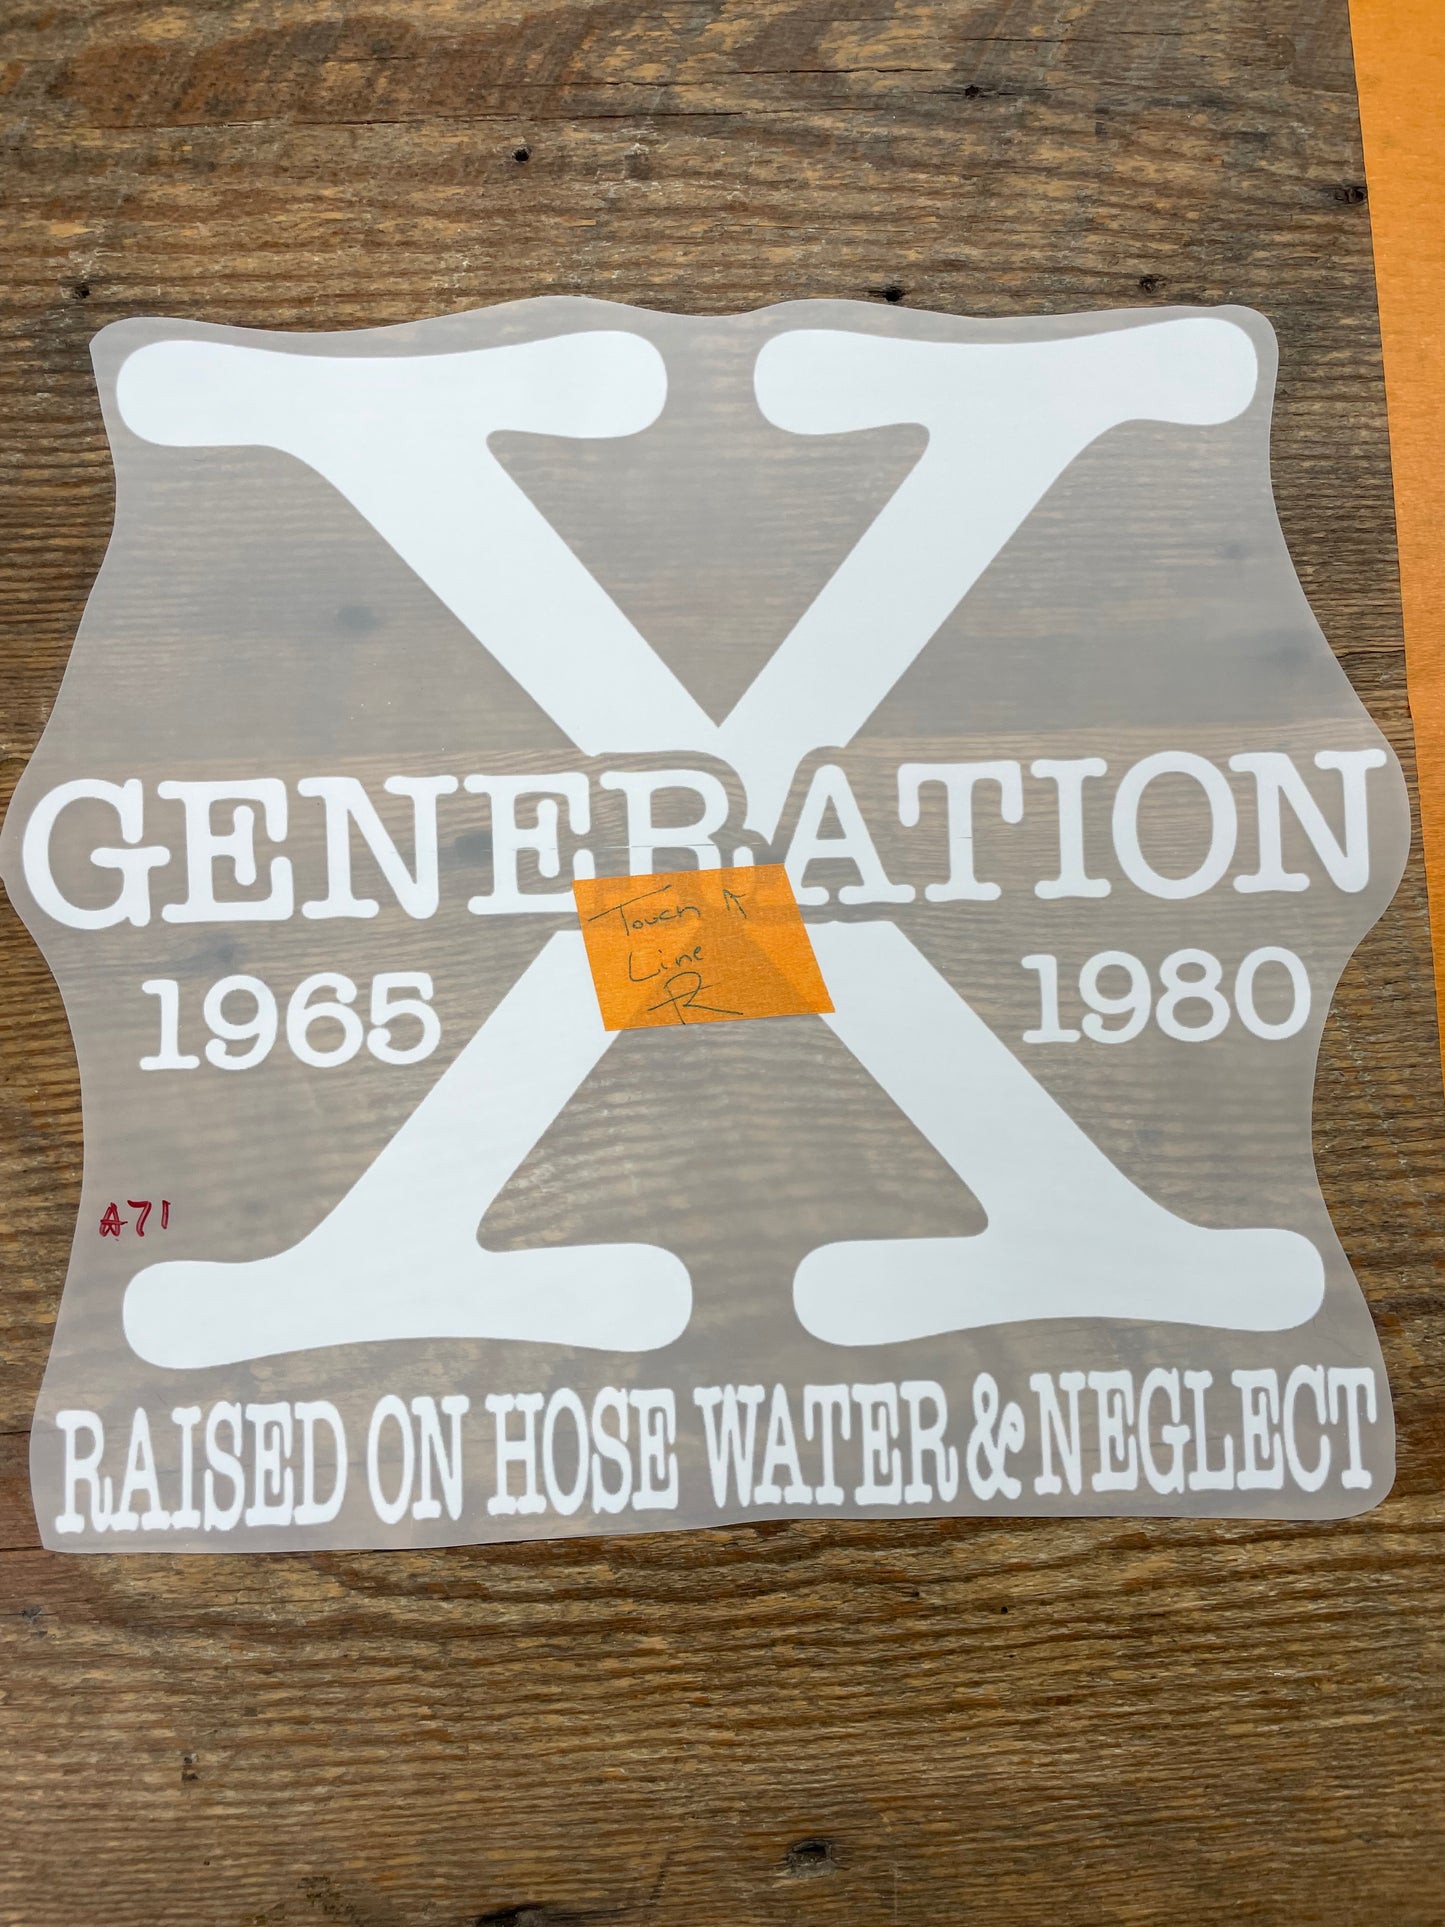 X
GENERATION
1965
1980
Touch A
Line
R
A71
RAISED ON HOSE WATER & NEGLECT